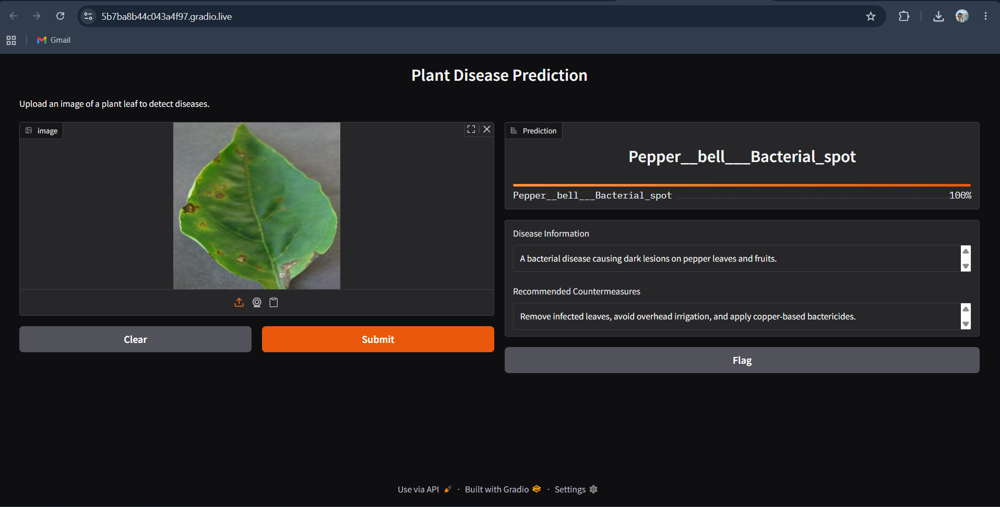 5b7ba8b44c043a4f97.gradio.live
Gmail
Plant Disease Prediction
Upload an image of a plant leaf to detect diseases.
image
Clear
Submit
Prediction
Pepper__bell___Bacterial_spot
Pepper__bell___Bacterial_spot 100%
Disease Information
A bacterial disease causing dark lesions on pepper leaves and fruits.
Recommended Countermeasures
Remove infected leaves, avoid overhead irrigation, and apply copper-based bactericides.
Flag
Use via API · Built with Gradio · Settings